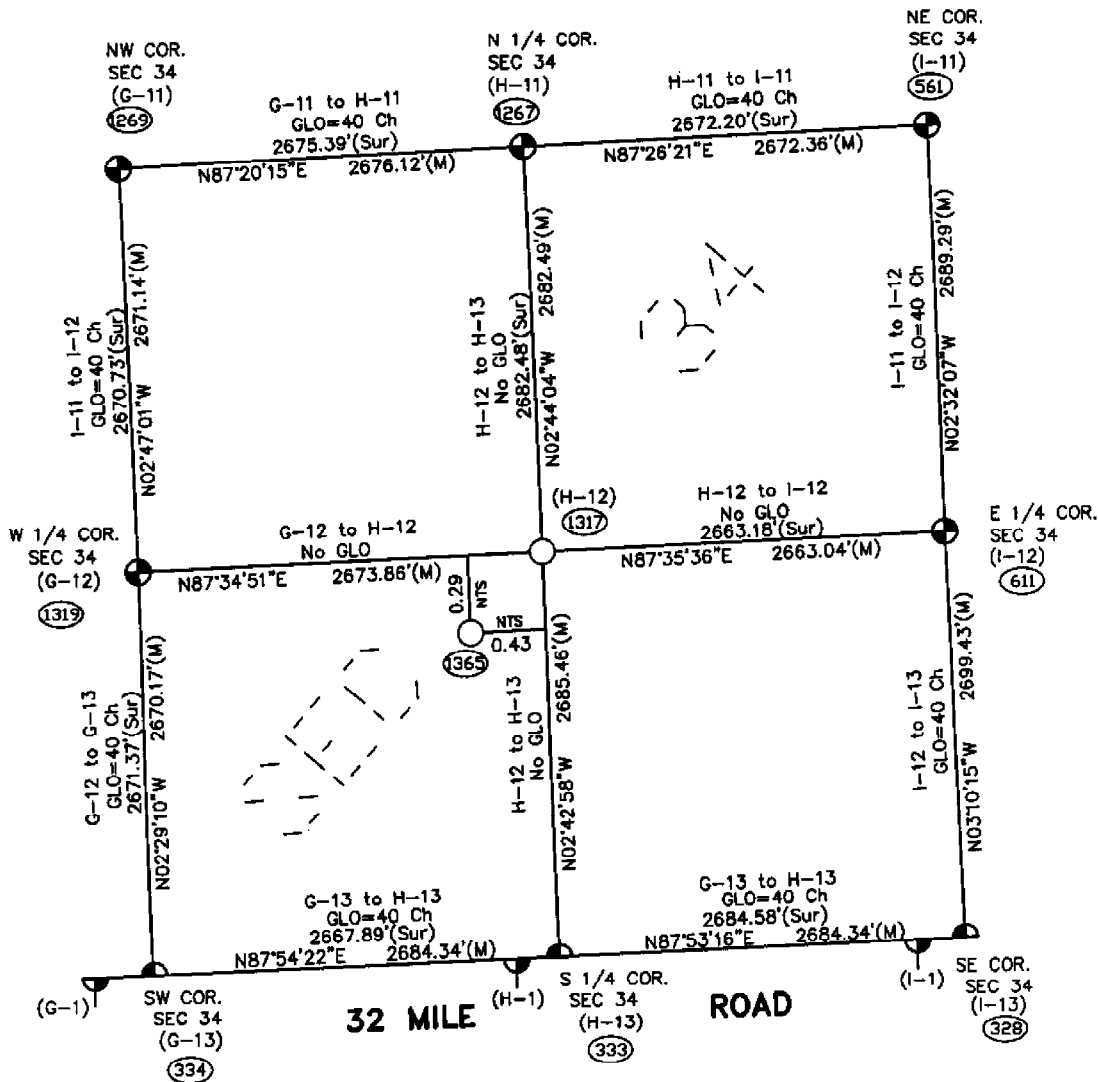 NW COR.
SEC 34
(G-11)
1269
N 1/4 COR.
SEC 34
(H-11)
1267
NE COR.
SEC 34
(I-11)
561
G-11 to H-11
GLO=40 Ch
2675.39'(Sur)
N87°20'15"E 2676.12'(M)
H-11 to I-11
GLO=40 Ch
2672.20'(Sur)
N87°26'21"E 2672.36'(M)
I-11 to I-12
GLO=40 Ch
2670.73'(Sur)
N02°47'01"W 2671.14'(M)
H-12 to H-13
No GLO
2682.48'(Sur)
N02°44'04"W 2682.49'(M)
34
I-11 to I-12
GLO=40 Ch
N02°32'07"W 2689.29'(M)
W 1/4 COR.
SEC 34
(G-12)
1319
G-12 to H-12
No GLO
N87°34'51"E 2673.86'(M)
(H-12)
1317
H-12 to I-12
No GLO
2663.18'(Sur)
N87°35'36"E 2663.04'(M)
E 1/4 COR.
SEC 34
(I-12)
611
0.29
NTS
NTS
0.43
1365
G-12 to G-13
GLO=40 Ch
2671.37'(Sur)
N02°29'10"W 2670.17'(M)
H-12 to H-13
No GLO
N02°42'58"W 2685.46'(M)
I-12 to I-13
GLO=40 Ch
N03°10'15"W 2699.43'(M)
G-13 to H-13
GLO=40 Ch
2667.89'(Sur)
N87°54'22"E 2684.34'(M)
G-13 to H-13
GLO=40 Ch
2684.58'(Sur)
N87°53'16"E 2684.34'(M)
(G-1)
SW COR.
SEC 34
(G-13)
334
32 MILE ROAD
(H-1)
S 1/4 COR.
SEC 34
(H-13)
333
(I-1)
SE COR.
SEC 34
(I-13)
328